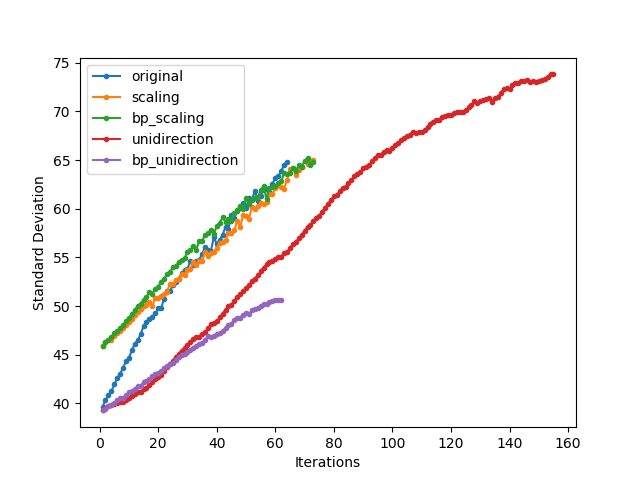 75
70
65
60
55
50
45
40
Standard Deviation
original
scaling
bp_scaling
unidirection
bp_unidirection
0 20 40 60 80 100 120 140 160
Iterations